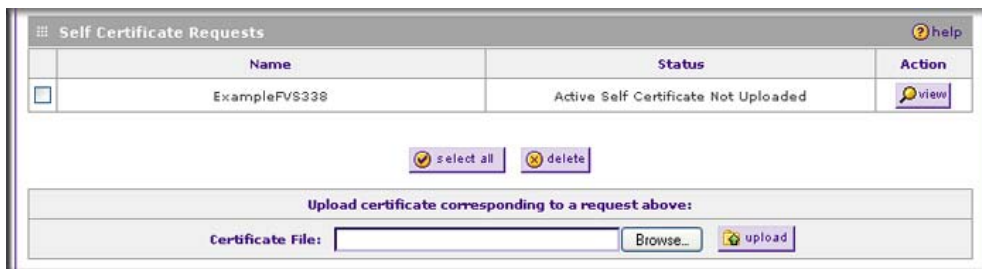 Self Certificate Requests help
Name Status Action
ExampleFVS338 Active Self Certificate Not Uploaded view
select all delete
Upload certificate corresponding to a request above:
Certificate File: Browse... upload